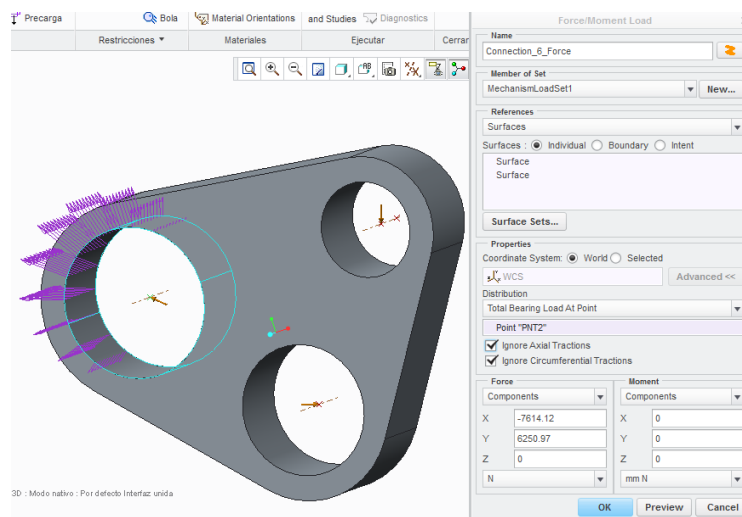 Precarga
Bola
Material Orientations
and Studies
Diagnostics
Restricciones
Materiales
Ejecutar
Cerrar
3D : Modo nativo : Por defecto Interfaz unida
Force/Moment Load
Name
Connection_6_Force
Member of Set
MechanismLoadSet1
New...
References
Surfaces
Surfaces : Individual Boundary Intent
Surface
Surface
Surface Sets...
Properties
Coordinate System: World Selected
WCS
Advanced <<
Distribution
Total Bearing Load At Point
Point "PNT2"
Ignore Axial Tractions
Ignore Circumferential Tractions
Force
Moment
Components
Components
X -7614.12 X 0
Y 6250.97 Y 0
Z 0 Z 0
N
mm N
OK
Preview
Cancel